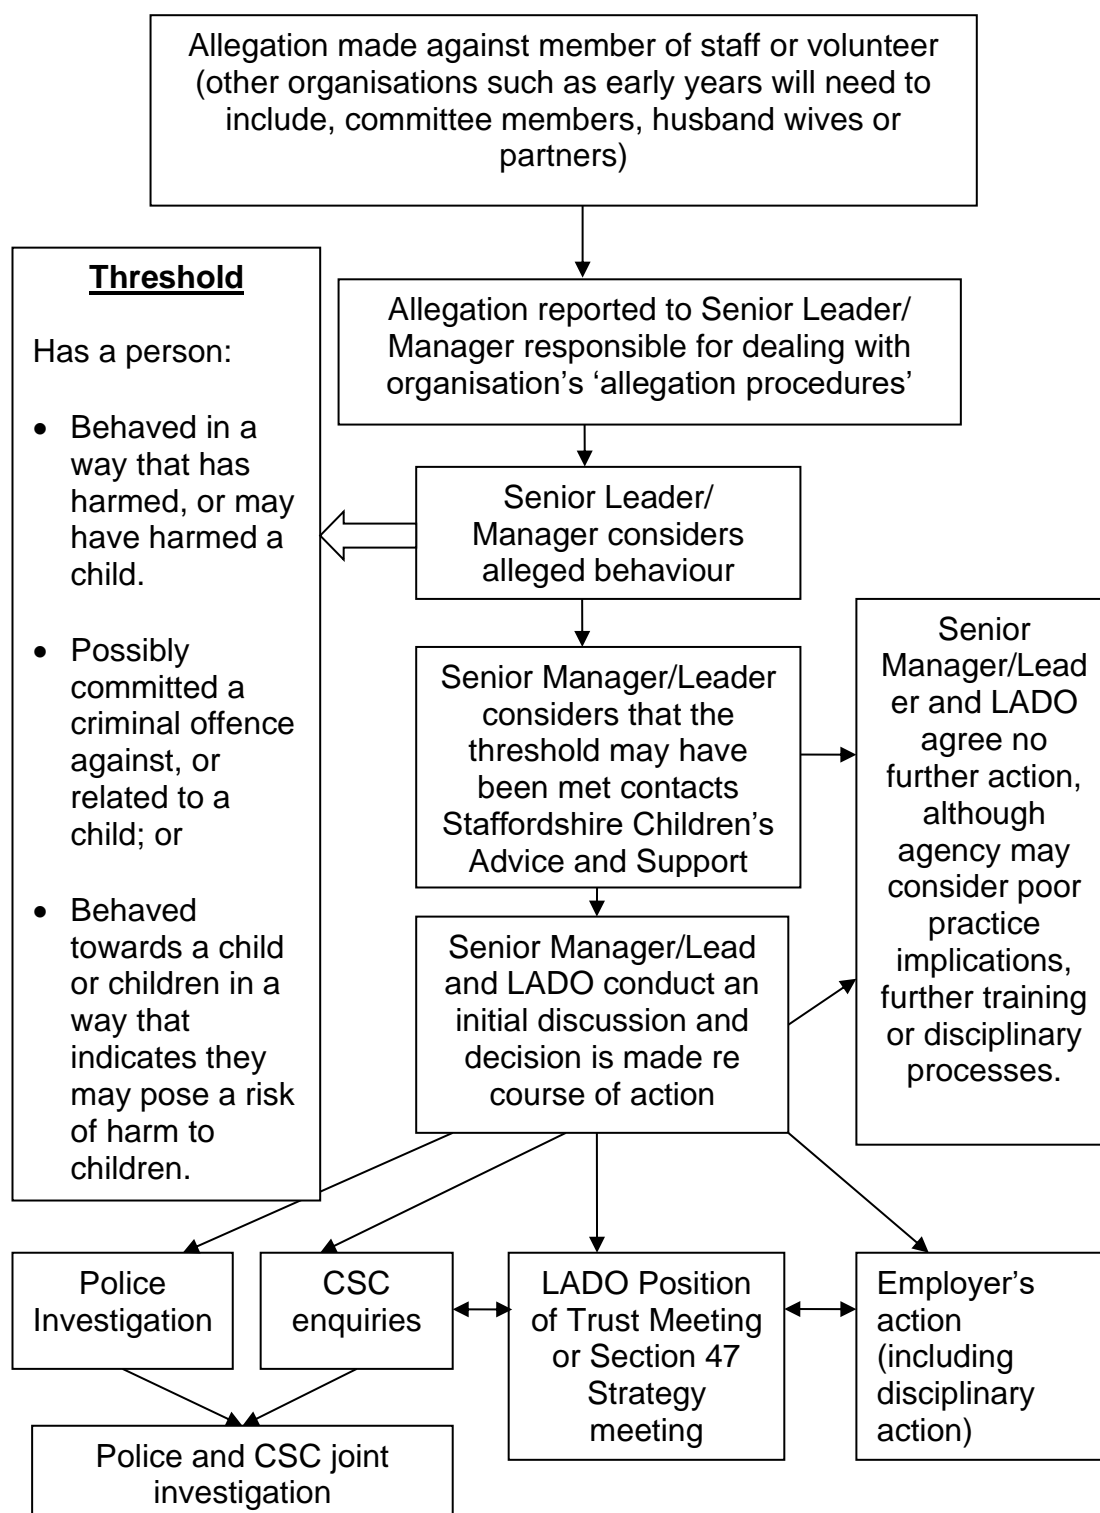 Allegation made against member of staff or volunteer
(other organisations such as early years will need to
include, committee members, husband wives or
partners)
Threshold
Has a person:
• Behaved in a
way that has
harmed, or may
have harmed a
child.
• Possibly
committed a
criminal offence
against, or
related to a
child; or
• Behaved
towards a child
or children in a
way that
indicates they
may pose a risk
of harm to
children.
Allegation reported to Senior Leader/
Manager responsible for dealing with
organisation’s ‘allegation procedures’
Senior Leader/
Manager considers
alleged behaviour
Senior Manager/Leader
considers that the
threshold may have
been met contacts
Staffordshire Children’s
Advice and Support
Senior
Manager/Lead
er and LADO
agree no
further action,
although
agency may
consider poor
practice
implications,
further training
or disciplinary
processes.
Senior Manager/Lead
and LADO conduct an
initial discussion and
decision is made re
course of action
Police
Investigation
CSC
enquiries
LADO Position
of Trust Meeting
or Section 47
Strategy
meeting
Employer’s
action
(including
disciplinary
action)
Police and CSC joint
investigation